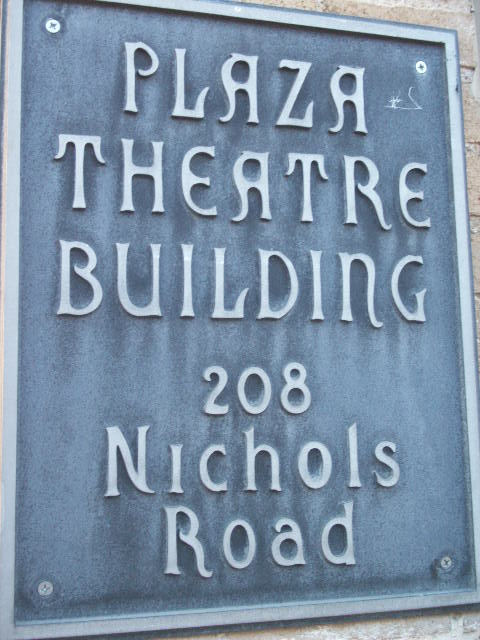 PLAZA
THEATRE
BUILDING
208
Nichols
Road